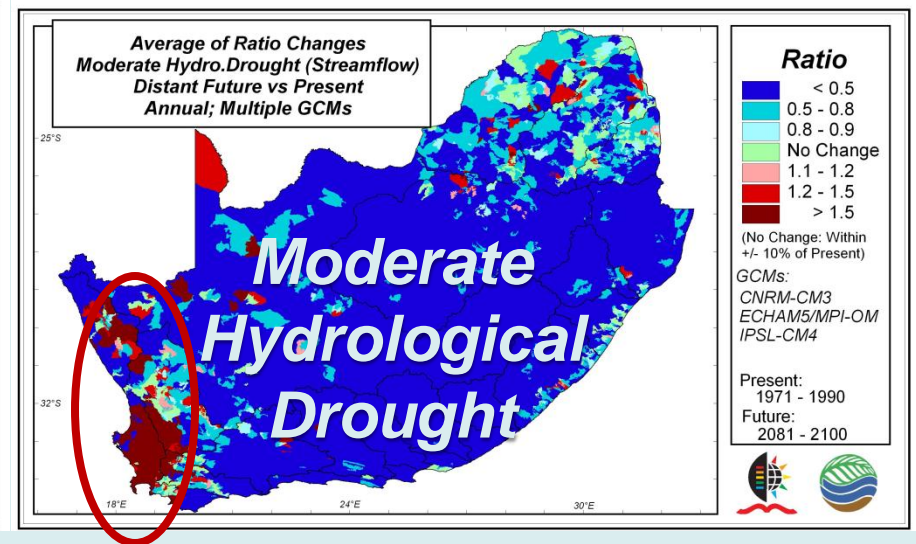 Average of Ratio Changes
Moderate Hydro.Drought (Streamflow)
Distant Future vs Present
Annual; Multiple GCMs
25°S
32°S
18°E
24°E
30°E
Moderate
Hydrological
Drought
Ratio
< 0.5
0.5 - 0.8
0.8 - 0.9
No Change
1.1 - 1.2
1.2 - 1.5
> 1.5
(No Change: Within
+/- 10% of Present)
GCMs:
CNRM-CM3
ECHAM5/MPI-OM
IPSL-CM4
Present:
1971 - 1990
Future:
2081 - 2100